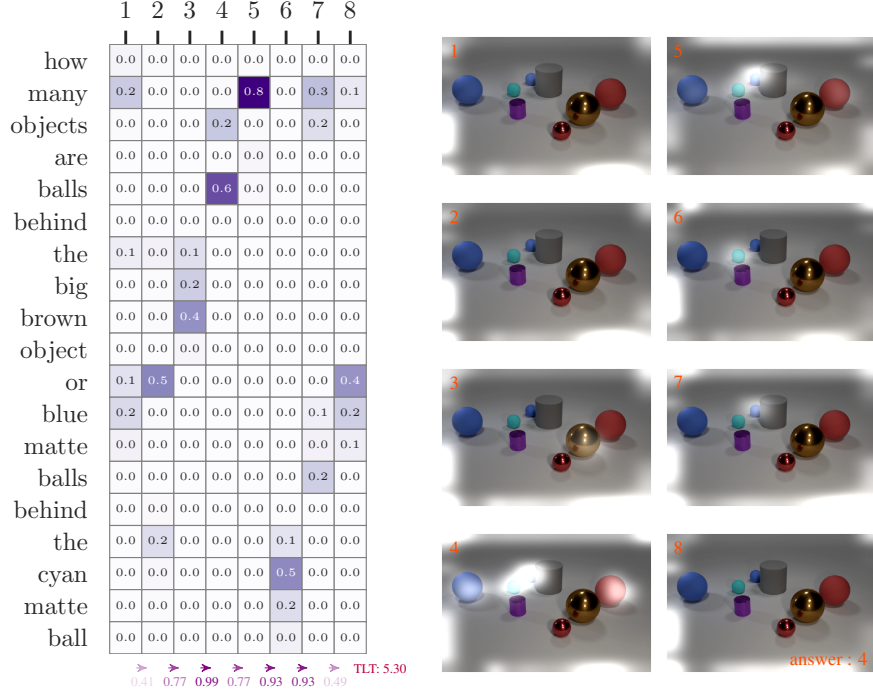 1 2 3 4 5 6 7 8
how 0.0 0.0 0.0 0.0 0.0 0.0 0.0 0.0
many 0.2 0.0 0.0 0.0 0.8 0.0 0.3 0.1
objects 0.0 0.0 0.0 0.2 0.0 0.0 0.2 0.0
are 0.0 0.0 0.0 0.0 0.0 0.0 0.0 0.0
balls 0.0 0.0 0.0 0.6 0.0 0.0 0.0 0.0
behind 0.0 0.0 0.0 0.0 0.0 0.0 0.0 0.0
the 0.1 0.0 0.1 0.0 0.0 0.0 0.0 0.0
big 0.0 0.0 0.2 0.0 0.0 0.0 0.0 0.0
brown 0.0 0.0 0.4 0.0 0.0 0.0 0.0 0.0
object 0.0 0.0 0.0 0.0 0.0 0.0 0.0 0.0
or 0.1 0.5 0.0 0.0 0.0 0.0 0.0 0.4
blue 0.2 0.0 0.0 0.0 0.0 0.0 0.1 0.2
matte 0.0 0.0 0.0 0.0 0.0 0.0 0.0 0.1
balls 0.0 0.0 0.0 0.0 0.0 0.0 0.2 0.0
behind 0.0 0.0 0.0 0.0 0.0 0.0 0.0 0.0
the 0.0 0.2 0.0 0.0 0.0 0.1 0.0 0.0
cyan 0.0 0.0 0.0 0.0 0.0 0.5 0.0 0.0
matte 0.0 0.0 0.0 0.0 0.0 0.2 0.0 0.0
ball 0.0 0.0 0.0 0.0 0.0 0.0 0.0 0.0
TLT: 5.30
0.41 0.77 0.99 0.77 0.93 0.93 0.49
1
2
3
4
5
6
7
8
answer : 4